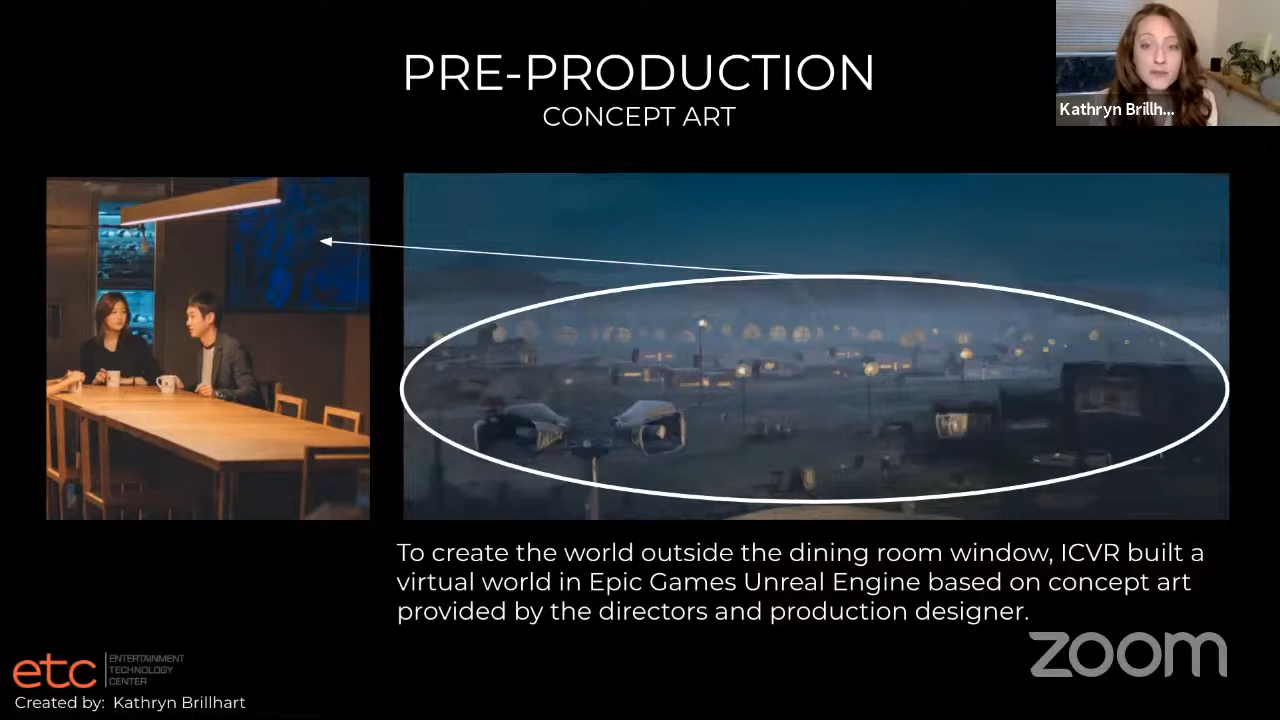 PRE-PRODUCTION
CONCEPT ART
Kathryn Brillh...
To create the world outside the dining room window, ICVR built a
virtual world in Epic Games Unreal Engine based on concept art
provided by the directors and production designer.
zoom
etc
ENTERTAINMENT
TECHNOLOGY
CENTER
Created by: Kathryn Brillhart